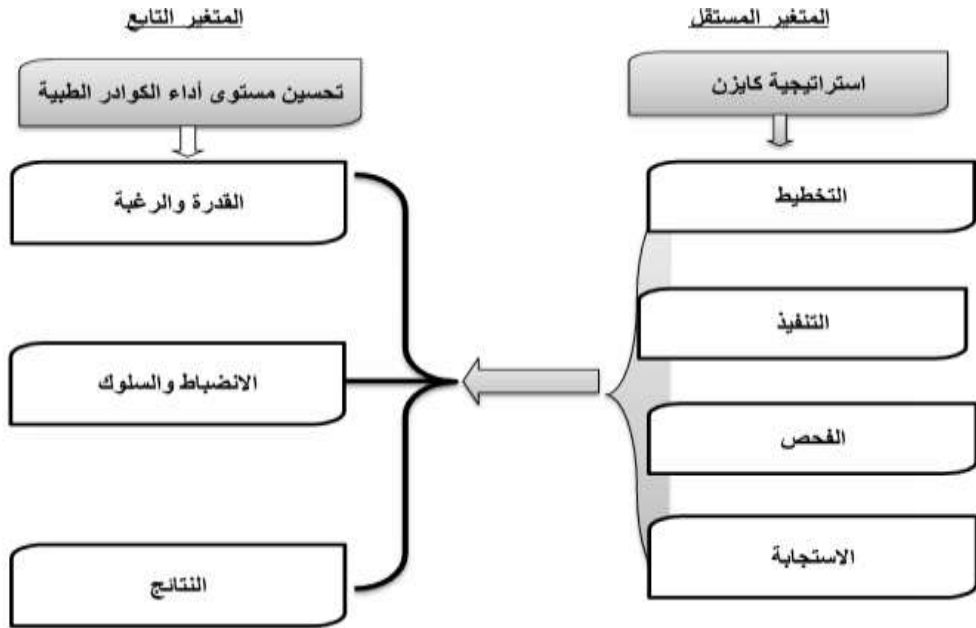 المتغير المستقل
المتغير التابع
استراتيجية كايزن
تحسين مستوى أداء الكوادر الطبية
التخطيط
التنفيذ
الفحص
الاستجابة
القدرة والرغبة
الانضباط والسلوك
النتائج